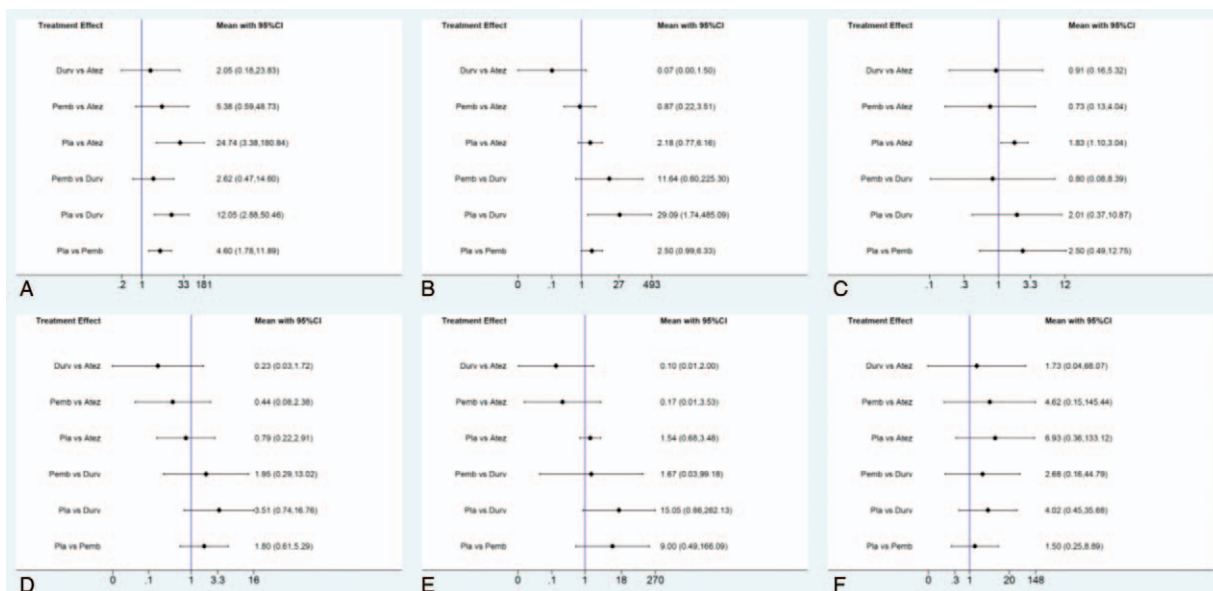 Treatment Effect Mean with 95%CI
Durv vs Atez 2.05 (0.18,23.83)
Pemb vs Atez 5.38 (0.59,48.73)
Pla vs Atez 24.74 (3.38,180.84)
Pemb vs Durv 2.62 (0.47,14.60)
Pla vs Durv 12.05 (2.88,50.46)
Pla vs Pemb 4.60 (1.78,11.89)
A .2 1 33 181
Treatment Effect Mean with 95%CI
Durv vs Atez 0.07 (0.00,1.50)
Pemb vs Atez 0.87 (0.22,3.51)
Pla vs Atez 2.18 (0.77,6.16)
Pemb vs Durv 11.64 (0.60,225.30)
Pla vs Durv 29.09 (1.74,485.09)
Pla vs Pemb 2.50 (0.99,6.33)
B 0 .1 1 27 493
Treatment Effect Mean with 95%CI
Durv vs Atez 0.91 (0.16,5.32)
Pemb vs Atez 0.73 (0.13,4.04)
Pla vs Atez 1.83 (1.10,3.04)
Pemb vs Durv 0.80 (0.08,8.39)
Pla vs Durv 2.01 (0.37,10.87)
Pla vs Pemb 2.50 (0.49,12.75)
C .1 .3 1 3.3 12
Treatment Effect Mean with 95%CI
Durv vs Atez 0.23 (0.03,1.72)
Pemb vs Atez 0.44 (0.08,2.38)
Pla vs Atez 0.79 (0.22,2.91)
Pemb vs Durv 1.95 (0.29,13.02)
Pla vs Durv 3.51 (0.74,16.76)
Pla vs Pemb 1.80 (0.61,5.29)
D 0 .1 1 3.3 16
Treatment Effect Mean with 95%CI
Durv vs Atez 0.10 (0.01,2.00)
Pemb vs Atez 0.17 (0.01,3.53)
Pla vs Atez 1.54 (0.68,3.48)
Pemb vs Durv 1.67 (0.03,99.18)
Pla vs Durv 15.05 (0.86,262.13)
Pla vs Pemb 9.00 (0.49,166.09)
E 0 .1 1 18 270
Treatment Effect Mean with 95%CI
Durv vs Atez 1.73 (0.04,68.07)
Pemb vs Atez 4.62 (0.15,145.44)
Pla vs Atez 6.93 (0.36,133.12)
Pemb vs Durv 2.68 (0.16,44.79)
Pla vs Durv 4.02 (0.45,35.68)
Pla vs Pemb 1.50 (0.25,8.89)
F 0 .3 1 20 148